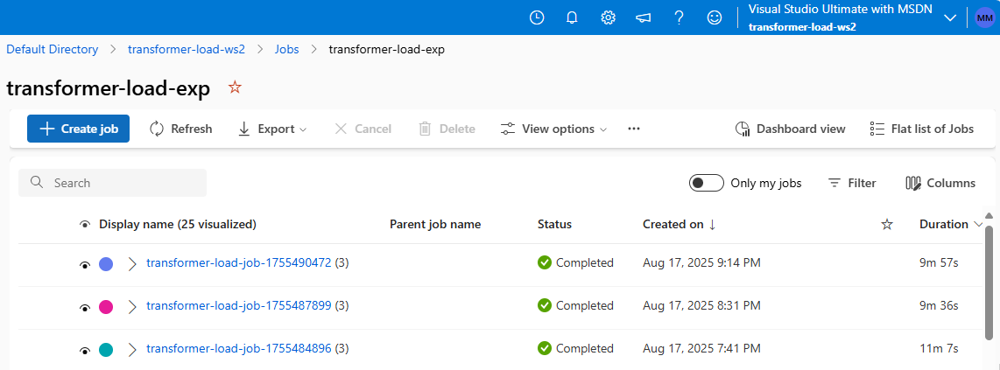 Visual Studio Ultimate with MSDN
transformer-load-ws2
MM
Default Directory > transformer-load-ws2 > Jobs > transformer-load-exp
transformer-load-exp
Create job Refresh Export Cancel Delete View options ... Dashboard view Flat list of Jobs
Search Only my jobs Filter Columns
Display name (25 visualized) Parent job name Status Created on ↓ Duration
transformer-load-job-1755490472 (3) Completed Aug 17, 2025 9:14 PM 9m 57s
transformer-load-job-1755487899 (3) Completed Aug 17, 2025 8:31 PM 9m 36s
transformer-load-job-1755484896 (3) Completed Aug 17, 2025 7:41 PM 11m 7s